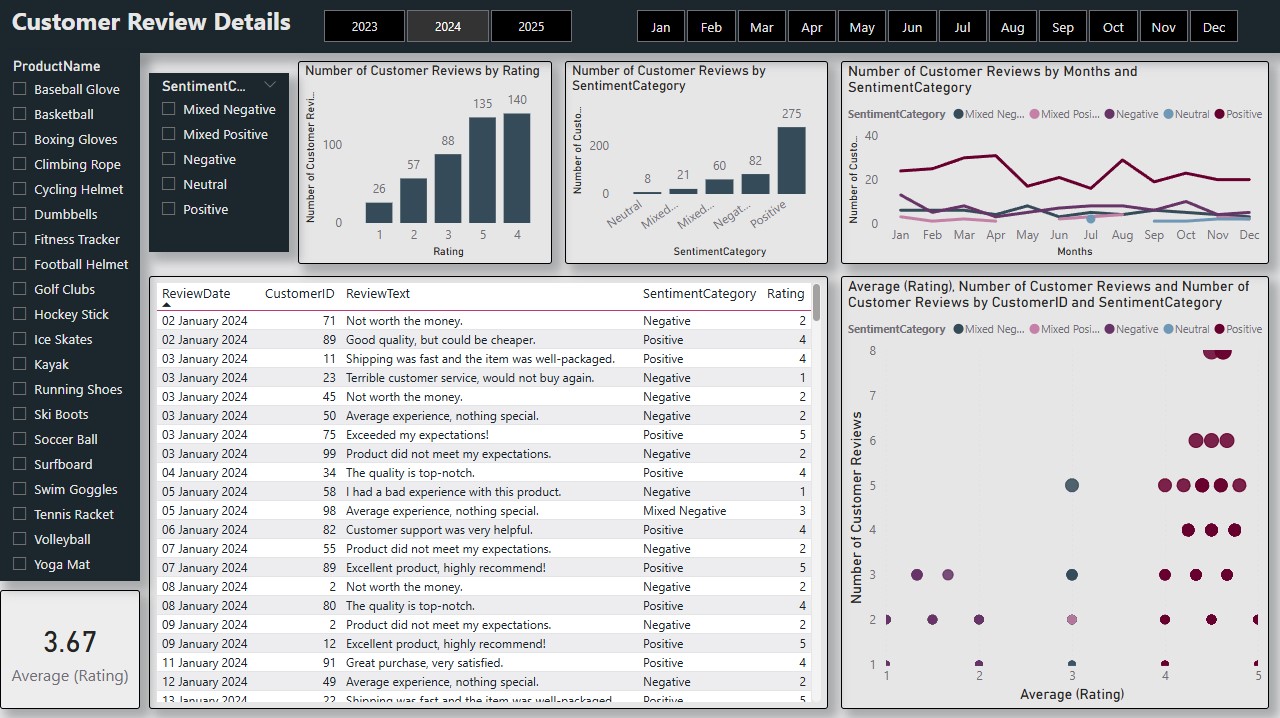 Customer Review Details
2023 2024 2025
Jan Feb Mar Apr May Jun Jul Aug Sep Oct Nov Dec
ProductName
Baseball Glove
Basketball
Boxing Gloves
Climbing Rope
Cycling Helmet
Dumbbells
Fitness Tracker
Football Helmet
Golf Clubs
Hockey Stick
Ice Skates
Kayak
Running Shoes
Ski Boots
Soccer Ball
Surfboard
Swim Goggles
Tennis Racket
Volleyball
Yoga Mat
3.67
Average (Rating)
SentimentC...
Mixed Negative
Mixed Positive
Negative
Neutral
Positive
Number of Customer Reviews by Rating
Number of Customer Revi...
100
0
26 57 88 135 140
1 2 3 5 4
Rating
Number of Customer Reviews by
SentimentCategory
Number of Custo...
200
0
8 21 60 82 275
Neutral Mixed... Mixed... Negat... Positive
SentimentCategory
Number of Customer Reviews by Months and
SentimentCategory
SentimentCategory Mixed Neg... Mixed Posi... Negative Neutral Positive
Number of Custo...
40
20
0
Jan Feb Mar Apr May Jun Jul Aug Sep Oct Nov Dec
Months
ReviewDate CustomerID ReviewText SentimentCategory Rating
02 January 2024 71 Not worth the money. Negative 2
02 January 2024 89 Good quality, but could be cheaper. Positive 4
03 January 2024 11 Shipping was fast and the item was well-packaged. Positive 4
03 January 2024 23 Terrible customer service, would not buy again. Negative 1
03 January 2024 45 Not worth the money. Negative 2
03 January 2024 50 Average experience, nothing special. Negative 2
03 January 2024 75 Exceeded my expectations! Positive 5
03 January 2024 99 Product did not meet my expectations. Negative 2
04 January 2024 34 The quality is top-notch. Positive 4
05 January 2024 58 I had a bad experience with this product. Negative 1
05 January 2024 98 Average experience, nothing special. Mixed Negative 3
06 January 2024 82 Customer support was very helpful. Positive 4
07 January 2024 55 Product did not meet my expectations. Negative 2
07 January 2024 89 Excellent product, highly recommend! Positive 5
08 January 2024 2 Not worth the money. Negative 2
08 January 2024 80 The quality is top-notch. Positive 4
09 January 2024 2 Product did not meet my expectations. Negative 2
09 January 2024 12 Excellent product, highly recommend! Positive 5
11 January 2024 91 Great purchase, very satisfied. Positive 4
12 January 2024 49 Average experience, nothing special. Negative 2
13 January 2024 22 Shipping was fast and the item was well-packaged. Positive 5
Average (Rating), Number of Customer Reviews and Number of
Customer Reviews by CustomerID and SentimentCategory
SentimentCategory Mixed Neg... Mixed Posi... Negative Neutral Positive
Number of Customer Reviews
8
7
6
5
4
3
2
1
1 2 3 4 5
Average (Rating)